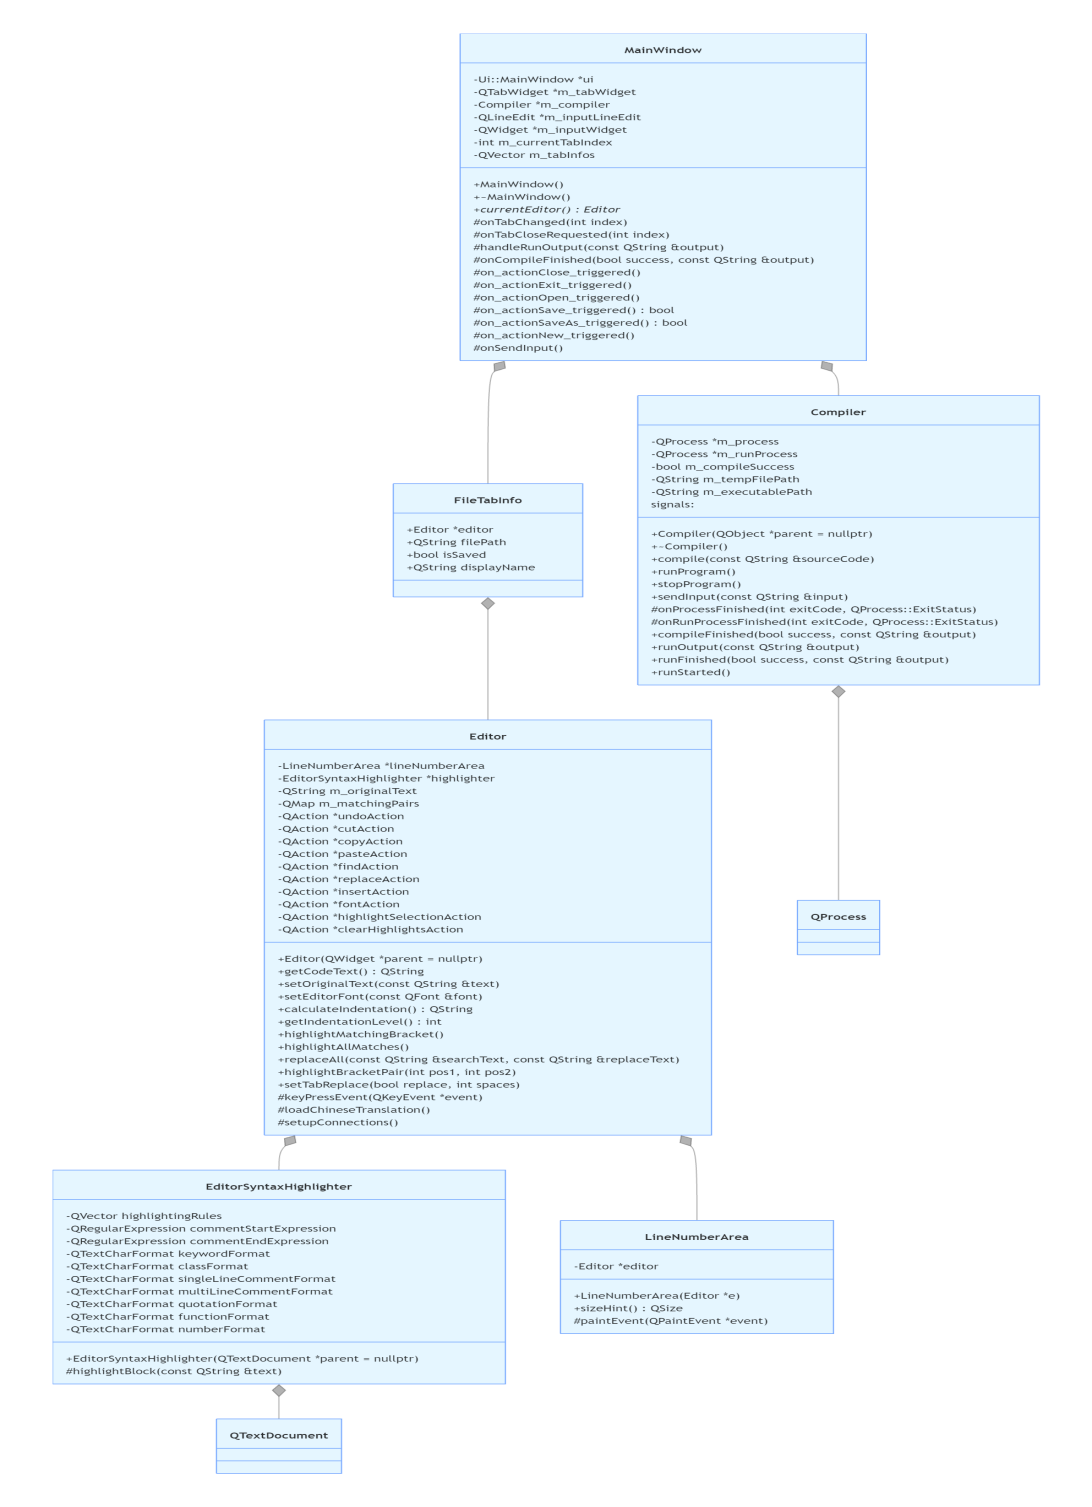 MainWindow
-Ui::MainWindow *ui
-QTabWidget *m_tabWidget
-Compiler *m_compiler
-QLineEdit *m_inputLineEdit
-QWidget *m_inputWidget
-int m_currentTabIndex
-QVector m_tabInfos
+MainWindow()
+~MainWindow()
+currentEditor() : Editor
#onTabChanged(int index)
#onTabCloseRequested(int index)
#handleRunOutput(const QString &output)
#onCompileFinished(bool success, const QString &output)
#on_actionClose_triggered()
#on_actionExit_triggered()
#on_actionOpen_triggered()
#on_actionSave_triggered() : bool
#on_actionSaveAs_triggered() : bool
#on_actionNew_triggered()
#onSendInput()
Compiler
-QProcess *m_process
-QProcess *m_runProcess
-bool m_compileSuccess
-QString m_tempFilePath
-QString m_executablePath
signals:
+Compiler(QObject *parent = nullptr)
+~Compiler()
+compile(const QString &sourceCode)
+runProgram()
+stopProgram()
+sendInput(const QString &input)
#onProcessFinished(int exitCode, QProcess::ExitStatus)
#onRunProcessFinished(int exitCode, QProcess::ExitStatus)
+compileFinished(bool success, const QString &output)
+runOutput(const QString &output)
+runFinished(bool success, const QString &output)
+runStarted()
FileTabInfo
+Editor *editor
+QString filePath
+bool isSaved
+QString displayName
Editor
-LineNumberArea *lineNumberArea
-EditorSyntaxHighlighter *highlighter
-QString m_originalText
-QMap m_matchingPairs
-QAction *undoAction
-QAction *cutAction
-QAction *copyAction
-QAction *pasteAction
-QAction *findAction
-QAction *replaceAction
-QAction *insertAction
-QAction *fontAction
-QAction *highlightSelectionAction
-QAction *clearHighlightsAction
+Editor(QWidget *parent = nullptr)
+getCodeText() : QString
+setOriginalText(const QString &text)
+setEditorFont(const QFont &font)
+calculateIndentation() : QString
+getIndentationLevel() : int
+highlightMatchingBracket()
+highlightAllMatches()
+replaceAll(const QString &searchText, const QString &replaceText)
+highlightBracketPair(int pos1, int pos2)
+setTabReplace(bool replace, int spaces)
#keyPressEvent(QKeyEvent *event)
#loadChineseTranslation()
#setupConnections()
QProcess
EditorSyntaxHighlighter
-QVector highlightingRules
-QRegularExpression commentStartExpression
-QRegularExpression commentEndExpression
-QTextCharFormat keywordFormat
-QTextCharFormat classFormat
-QTextCharFormat singleLineCommentFormat
-QTextCharFormat multiLineCommentFormat
-QTextCharFormat quotationFormat
-QTextCharFormat functionFormat
-QTextCharFormat numberFormat
+EditorSyntaxHighlighter(QTextDocument *parent = nullptr)
#highlightBlock(const QString &text)
LineNumberArea
-Editor *editor
+LineNumberArea(Editor *e)
+sizeHint() : QSize
#paintEvent(QPaintEvent *event)
QTextDocument